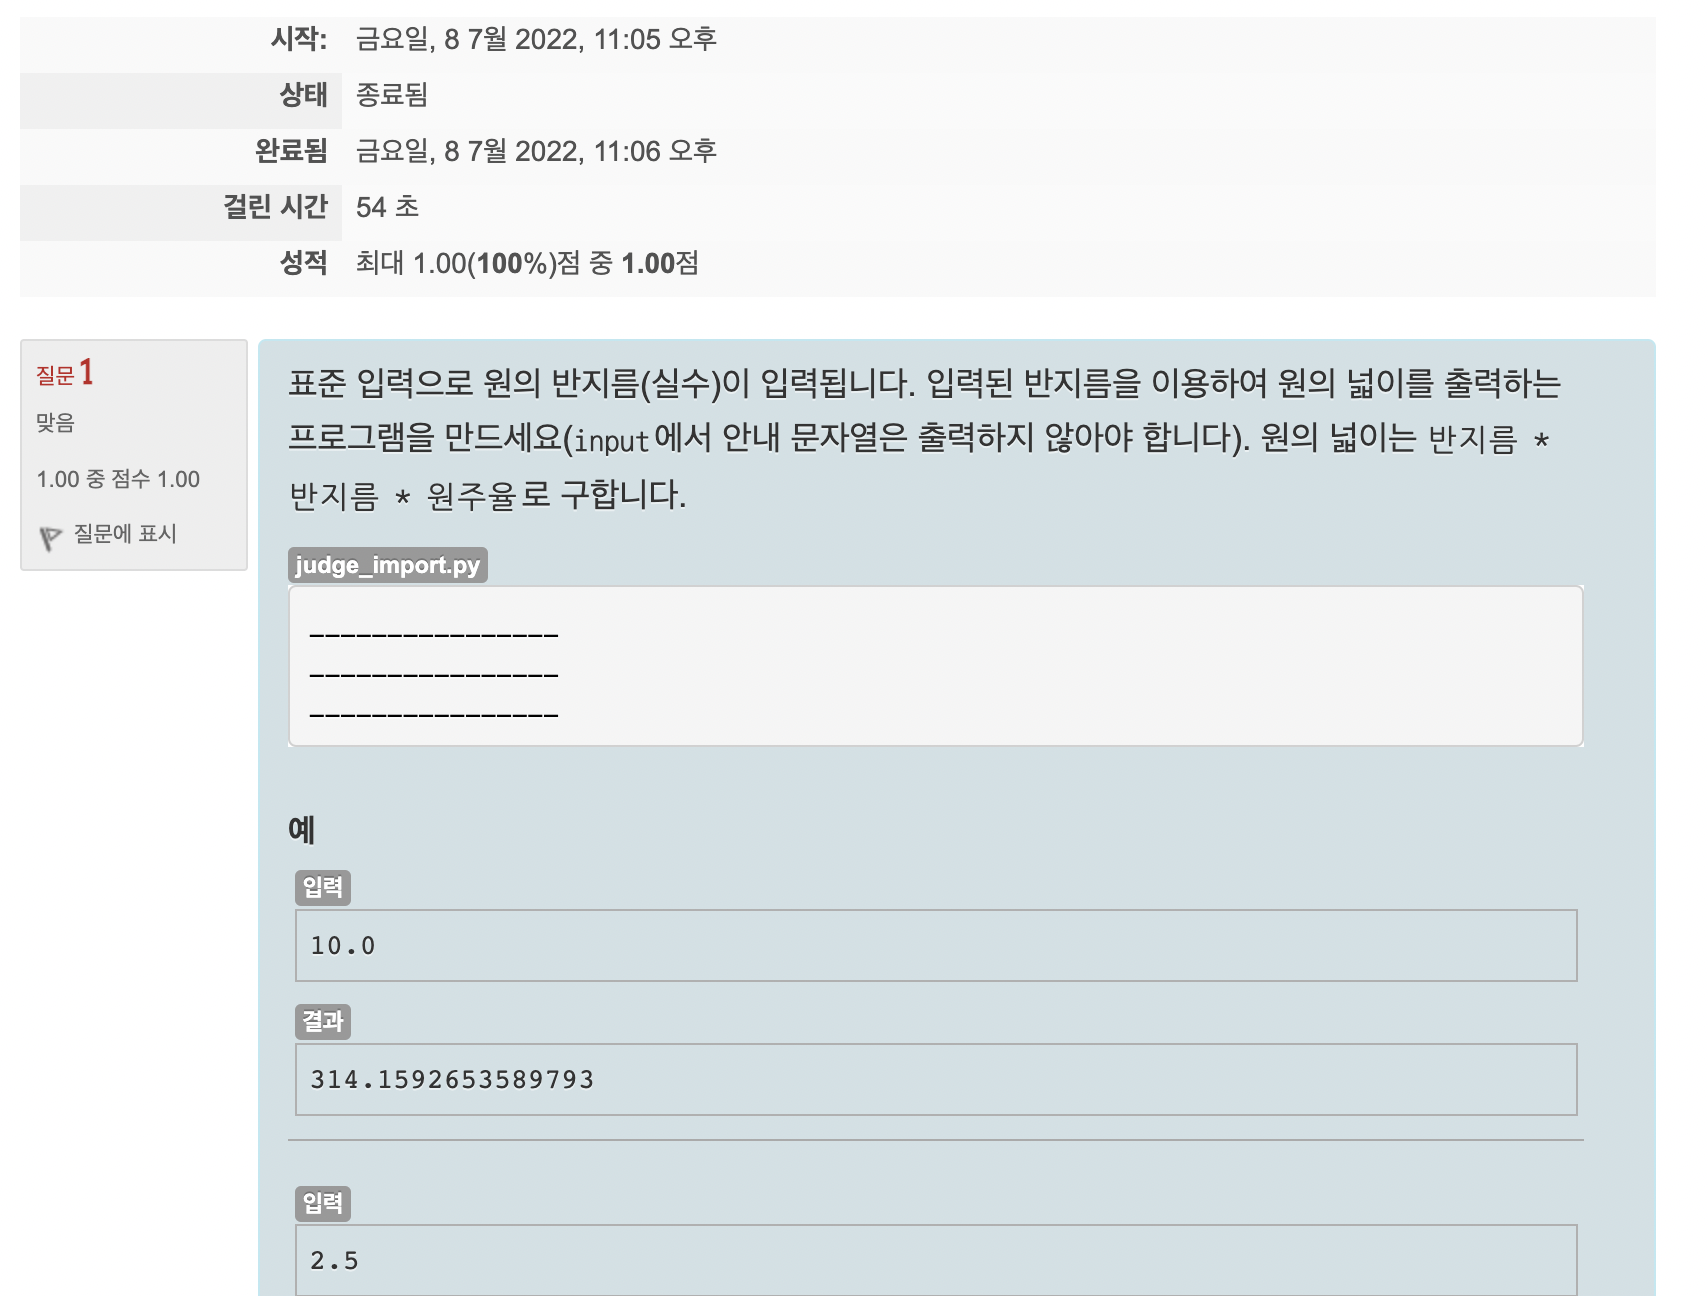 시작: 금요일, 8 7월 2022, 11:05 오후
상태 종료됨
완료됨 금요일, 8 7월 2022, 11:06 오후
걸린 시간 54 초
성적 최대 1.00(100%)점 중 1.00점
질문 1
맞음
1.00 중 점수 1.00
질문에 표시
표준 입력으로 원의 반지름(실수)이 입력됩니다. 입력된 반지름을 이용하여 원의 넓이를 출력하는
프로그램을 만드세요(input에서 안내 문자열은 출력하지 않아야 합니다). 원의 넓이는 반지름 *
반지름 * 원주율로 구합니다.
judge_import.py
________________
________________
________________
예
입력
10.0
결과
314.1592653589793
입력
2.5